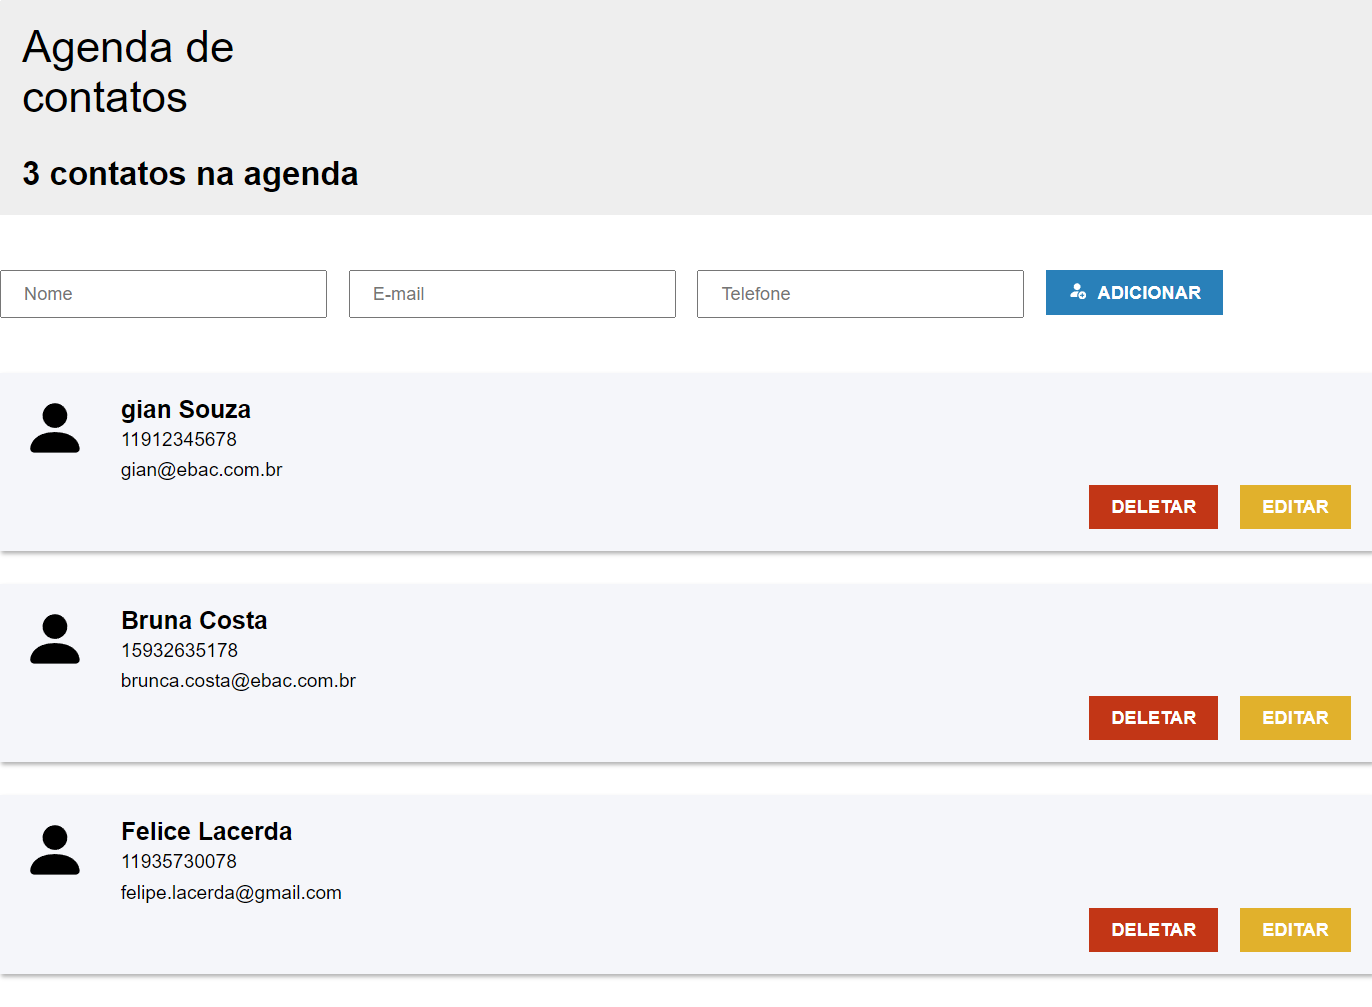 Agenda de
contatos
3 contatos na agenda
Nome
E-mail
Telefone
ADICIONAR
gian Souza
11912345678
gian@ebac.com.br
DELETAR
EDITAR
Bruna Costa
15932635178
brunca.costa@ebac.com.br
DELETAR
EDITAR
Felice Lacerda
11935730078
felipe.lacerda@gmail.com
DELETAR
EDITAR